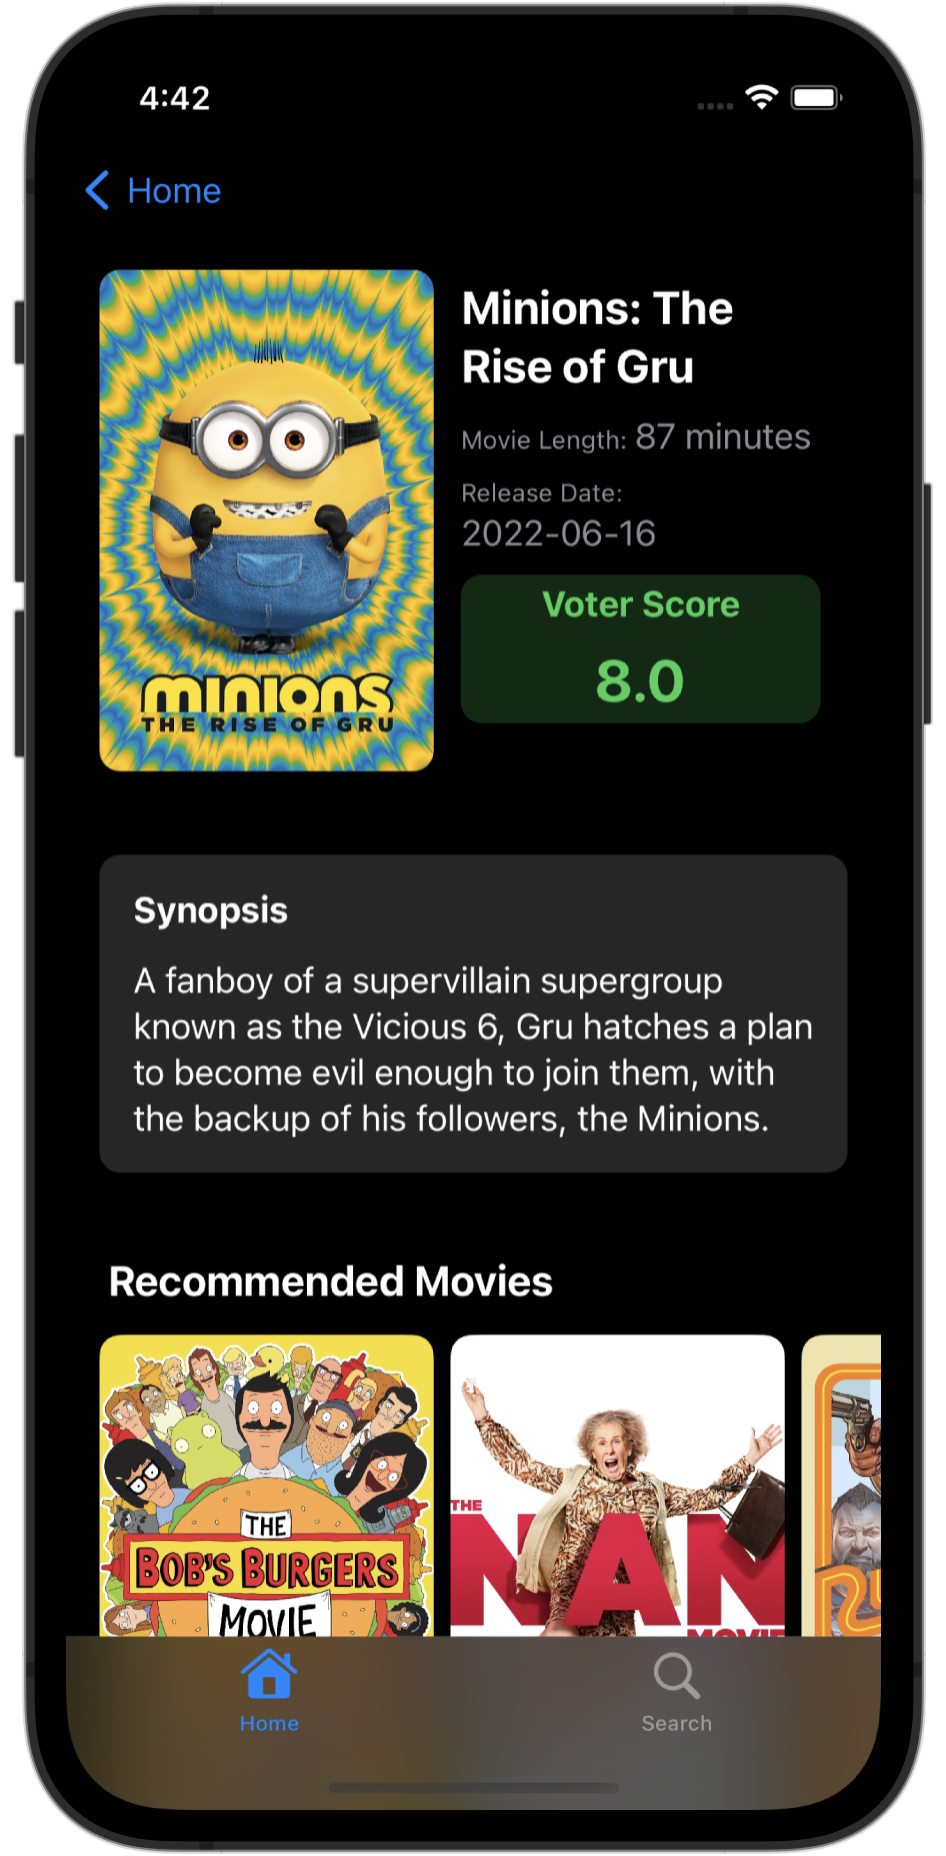 4:42
Home
minions
THE RISE OF GRU
Minions: The
Rise of Gru
Movie Length: 87 minutes
Release Date:
2022-06-16
Voter Score
8.0
Synopsis
A fanboy of a supervillain supergroup
known as the Vicious 6, Gru hatches a plan
to become evil enough to join them, with
the backup of his followers, the Minions.
Recommended Movies
THE
BOB'S BURGERS
MOVIE
THE
NAN
MOVIE
Home
Search